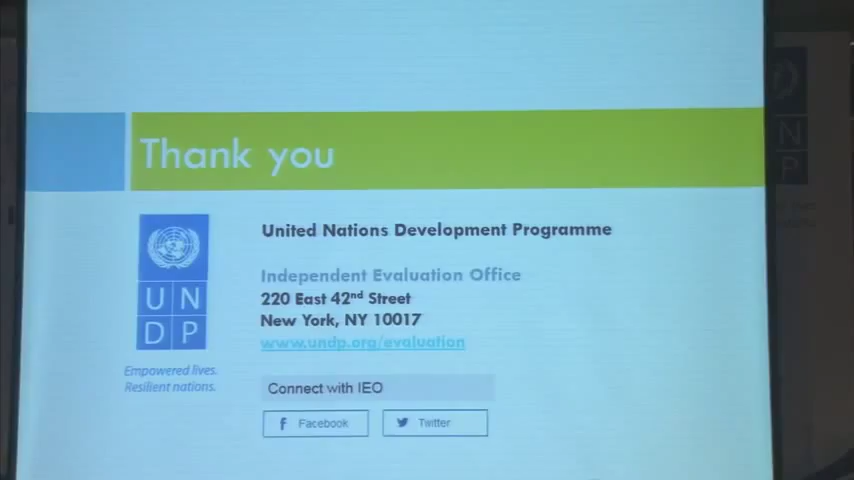 Thank you
United Nations Development Programme
Independent Evaluation Office
220 East 42nd Street
New York, NY 10017
www.undp.org/evaluation
U N
D P
Empowered lives.
Resilient nations.
Connect with IEO
Facebook
Twitter
N
P